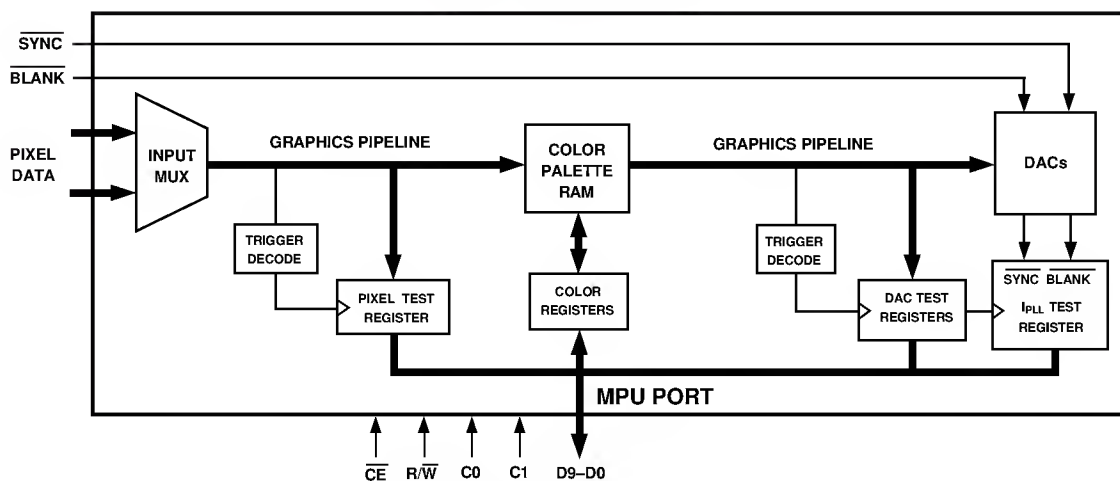 SYNC
BLANK
PIXEL
DATA
INPUT
MUX
GRAPHICS PIPELINE
COLOR
PALETTE
RAM
GRAPHICS PIPELINE
DACs
TRIGGER
DECODE
TRIGGER
DECODE
PIXEL TEST
REGISTER
COLOR
REGISTERS
DAC TEST
REGISTERS
SYNC BLANK
IPLL TEST
REGISTER
MPU PORT
CE R/W C0 C1 D9–D0